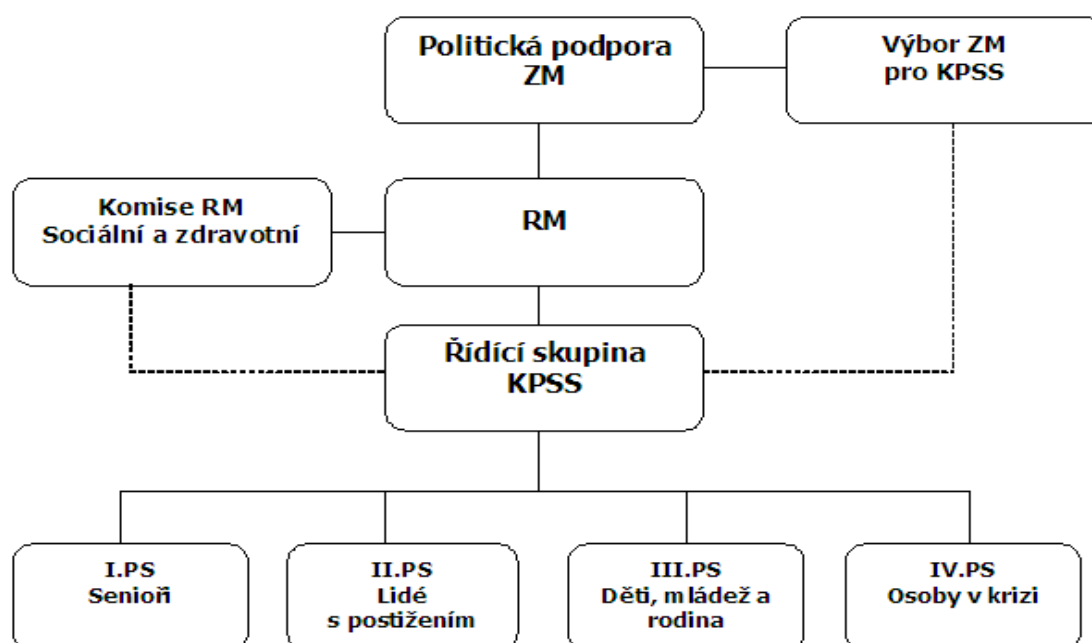 Politická podpora
ZM
Výbor ZM
pro KPSS
Komise RM
Sociální a zdravotní
RM
Řídící skupina
KPSS
I.PS
Senioři
II.PS
Lidé
s postižením
III.PS
Děti, mládež a
rodina
IV.PS
Osoby v krizi